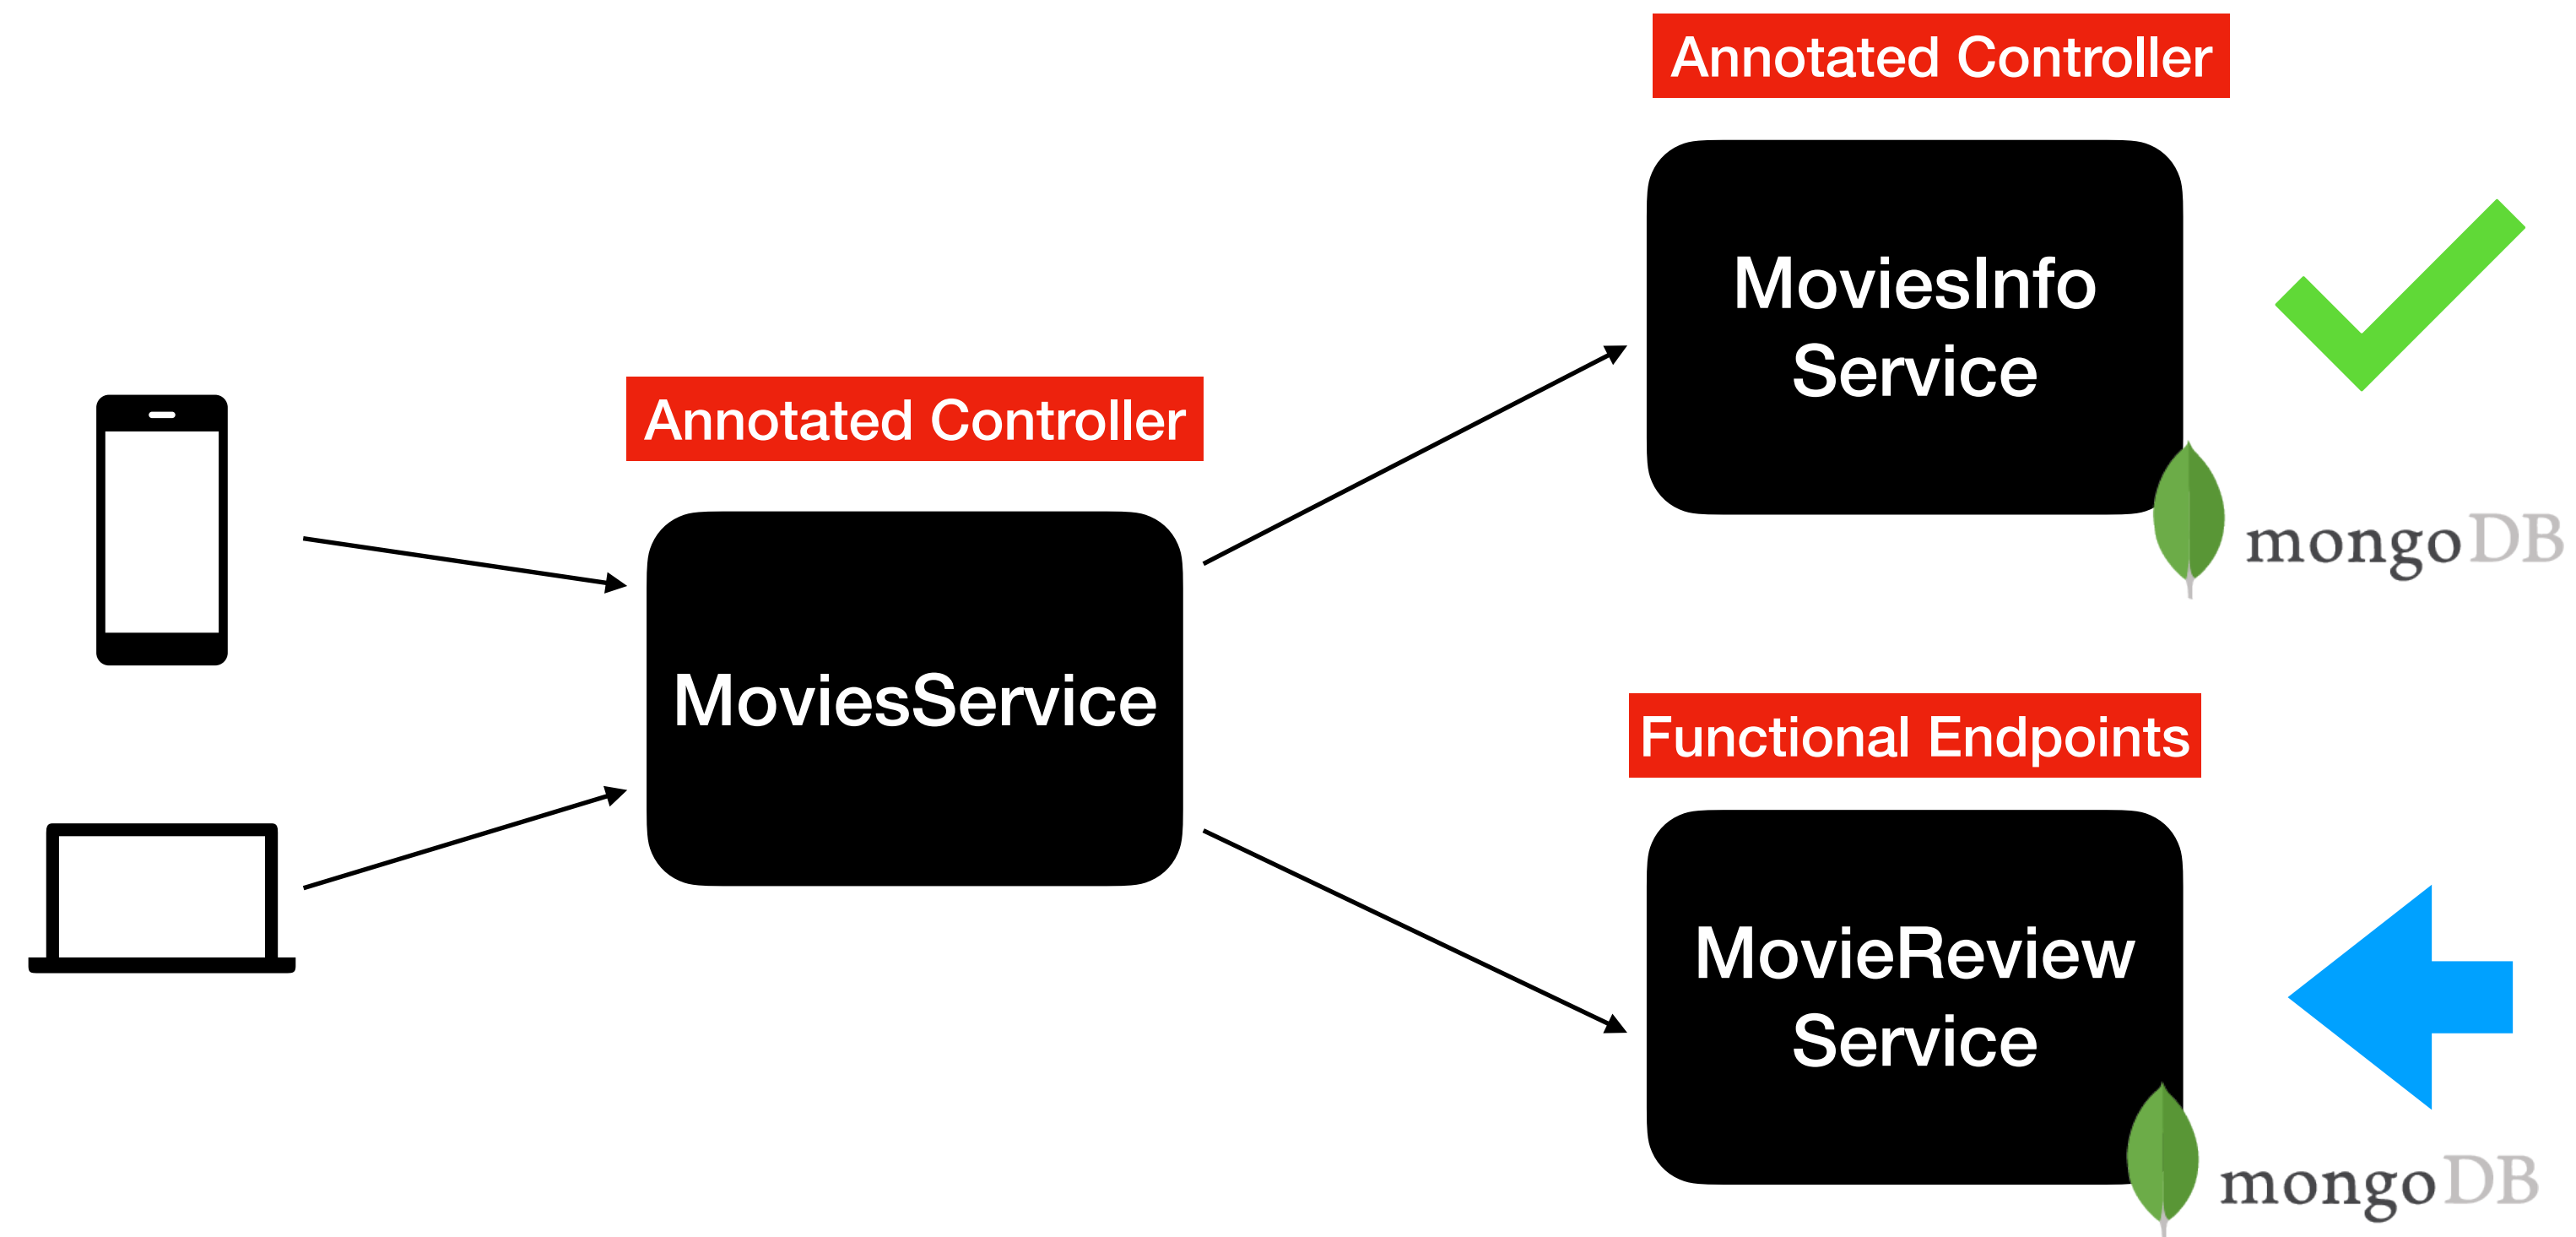 Annotated Controller
MoviesInfo
Service
mongoDB
Annotated Controller
MoviesService
Functional Endpoints
MovieReview
Service
mongoDB